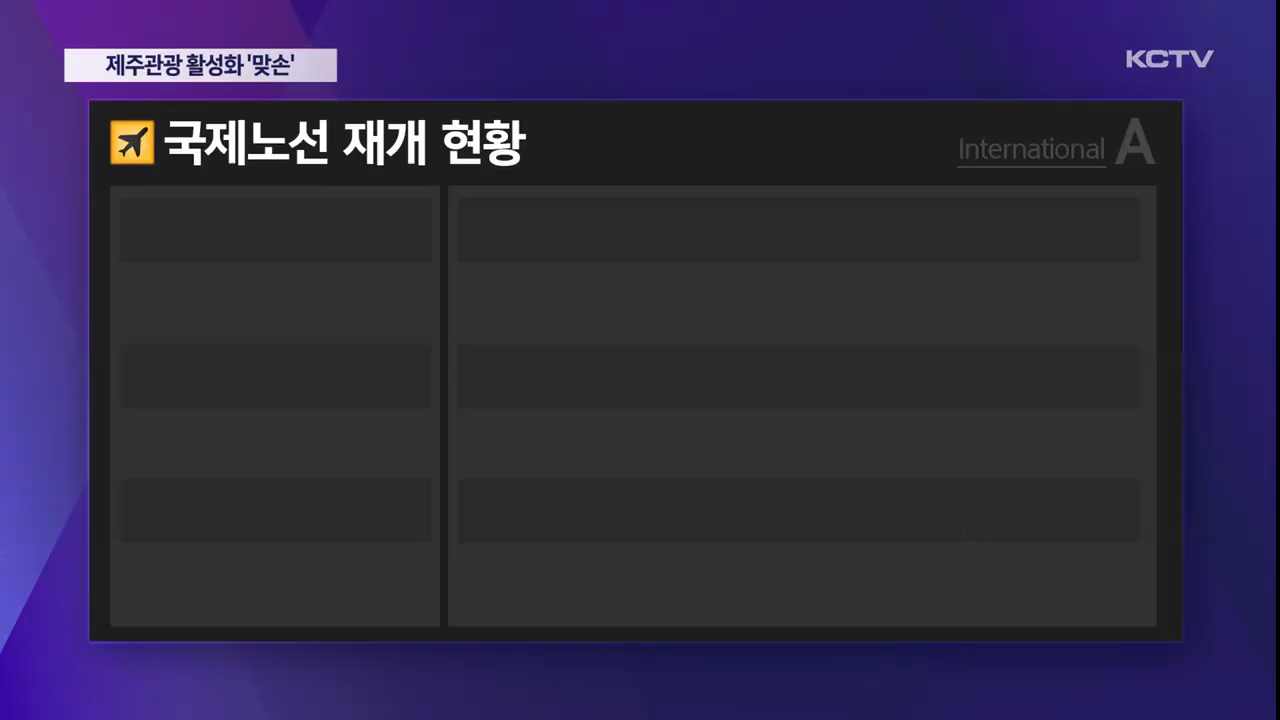 제주관광 활성화 '맞손'
KCTV
국제노선 재개 현황
International A